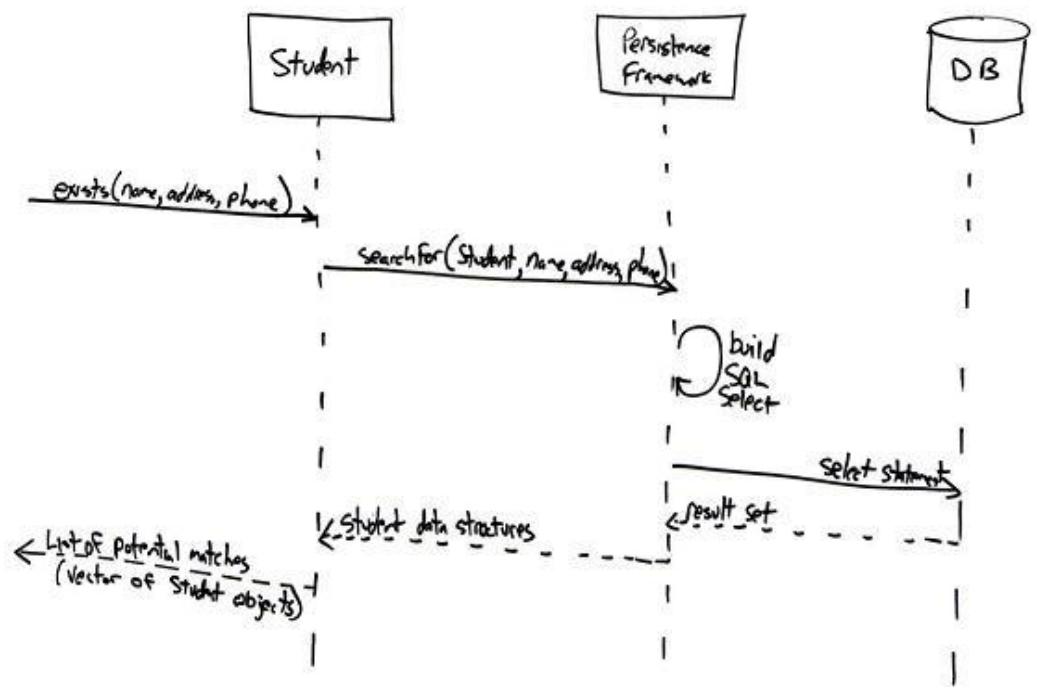 Student
Persistence
Framework
DB
exists(name, address, phone)
searchFor(Student, name, address, phone)
build
SQL
Select
select statement
result set
student data structures
List of potential matches
(vector of Student objects)